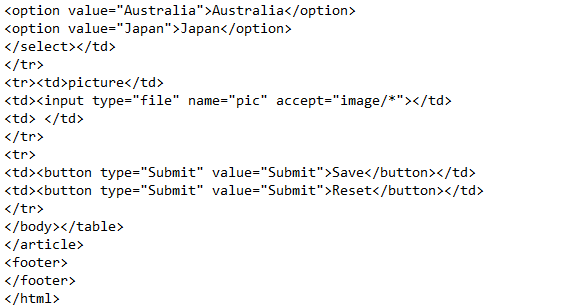 <option value="Australia">Australia</option>
<option value="Japan">Japan</option>
</select></td>
</tr>
<tr><td>picture</td>
<td><input type="file" name="pic" accept="image/*"></td>
<td> </td>
</tr>
<tr>
<td><button type="Submit" value="Submit">Save</button></td>
<td><button type="Submit" value="Submit">Reset</button></td>
</tr>
</body></table>
</article>
<footer>
</footer>
</html>